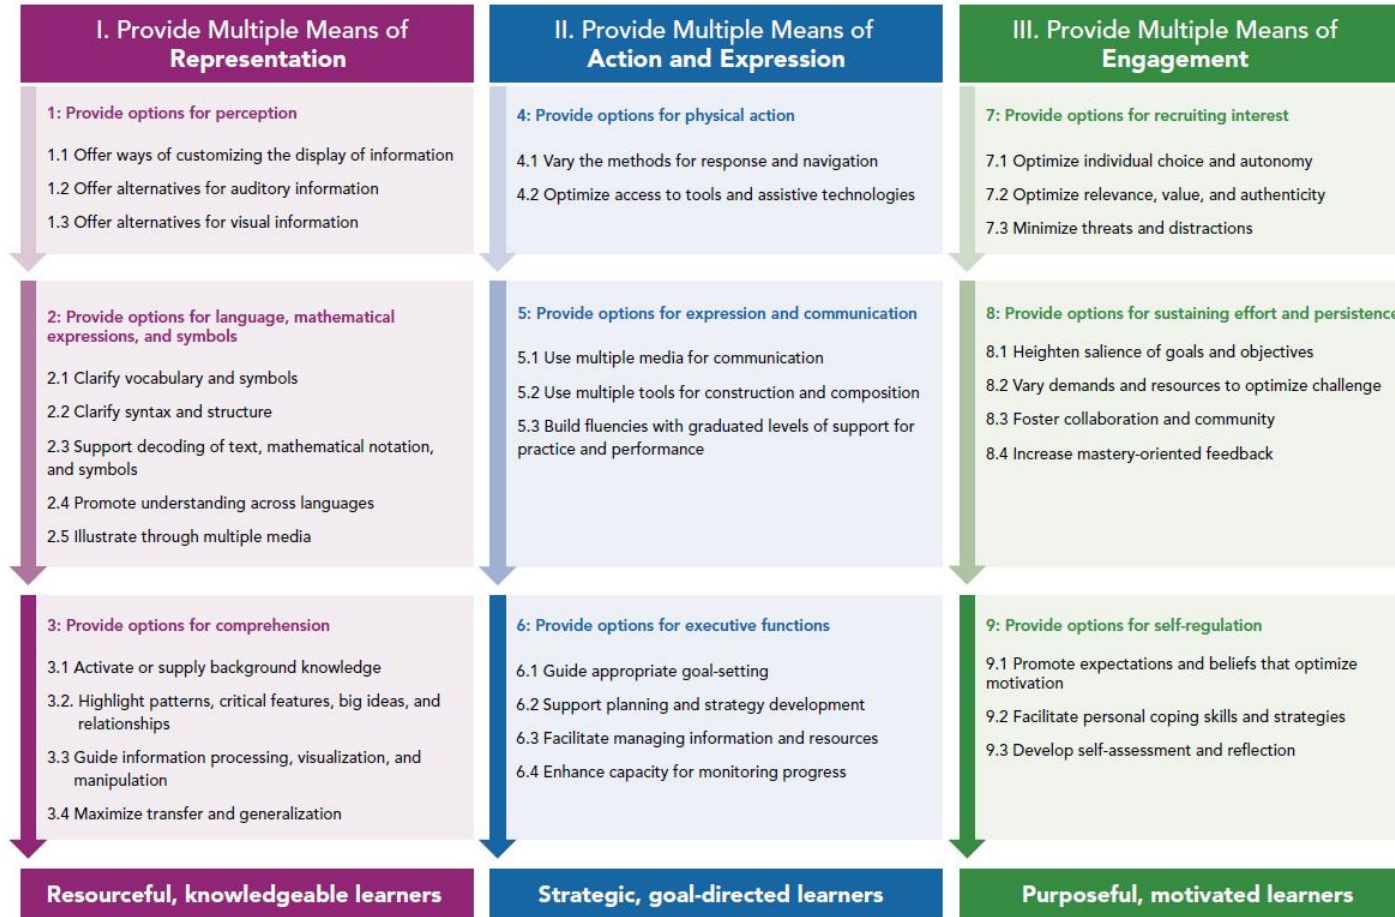 I. Provide Multiple Means of
Representation
1: Provide options for perception
1.1 Offer ways of customizing the display of information
1.2 Offer alternatives for auditory information
1.3 Offer alternatives for visual information
2: Provide options for language, mathematical
expressions, and symbols
2.1 Clarify vocabulary and symbols
2.2 Clarify syntax and structure
2.3 Support decoding of text, mathematical notation,
and symbols
2.4 Promote understanding across languages
2.5 Illustrate through multiple media
3: Provide options for comprehension
3.1 Activate or supply background knowledge
3.2. Highlight patterns, critical features, big ideas, and
relationships
3.3 Guide information processing, visualization, and
manipulation
3.4 Maximize transfer and generalization
Resourceful, knowledgeable learners
II. Provide Multiple Means of
Action and Expression
4: Provide options for physical action
4.1 Vary the methods for response and navigation
4.2 Optimize access to tools and assistive technologies
5: Provide options for expression and communication
5.1 Use multiple media for communication
5.2 Use multiple tools for construction and composition
5.3 Build fluencies with graduated levels of support for
practice and performance
6: Provide options for executive functions
6.1 Guide appropriate goal-setting
6.2 Support planning and strategy development
6.3 Facilitate managing information and resources
6.4 Enhance capacity for monitoring progress
Strategic, goal-directed learners
III. Provide Multiple Means of
Engagement
7: Provide options for recruiting interest
7.1 Optimize individual choice and autonomy
7.2 Optimize relevance, value, and authenticity
7.3 Minimize threats and distractions
8: Provide options for sustaining effort and persistence
8.1 Heighten salience of goals and objectives
8.2 Vary demands and resources to optimize challenge
8.3 Foster collaboration and community
8.4 Increase mastery-oriented feedback
9: Provide options for self-regulation
9.1 Promote expectations and beliefs that optimize
motivation
9.2 Facilitate personal coping skills and strategies
9.3 Develop self-assessment and reflection
Purposeful, motivated learners